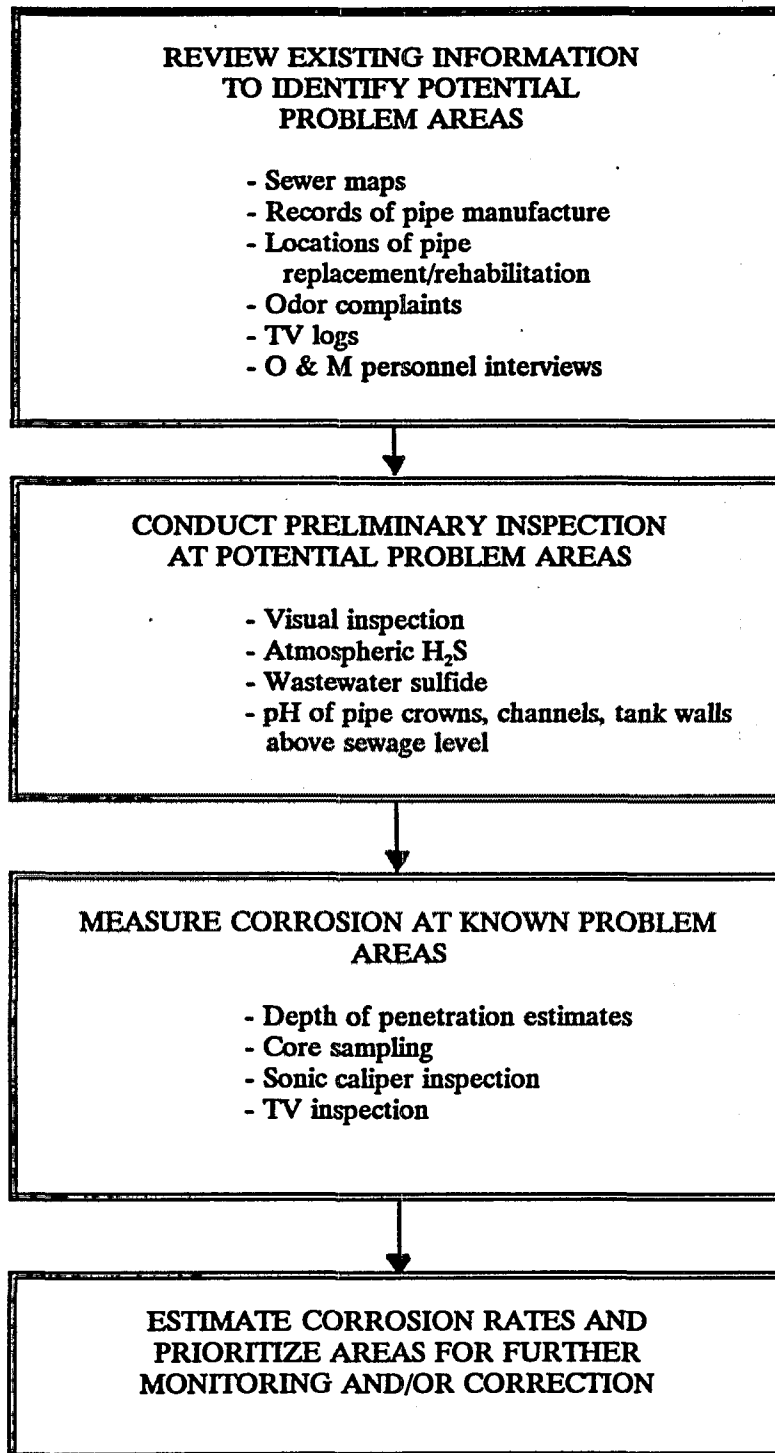 REVIEW EXISTING INFORMATION
TO IDENTIFY POTENTIAL
PROBLEM AREAS
- Sewer maps
- Records of pipe manufacture
- Locations of pipe
replacement/rehabilitation
- Odor complaints
- TV logs
- O & M personnel interviews
CONDUCT PRELIMINARY INSPECTION
AT POTENTIAL PROBLEM AREAS
- Visual inspection
- Atmospheric H₂S
- Wastewater sulfide
- pH of pipe crowns, channels, tank walls
above sewage level
MEASURE CORROSION AT KNOWN PROBLEM
AREAS
- Depth of penetration estimates
- Core sampling
- Sonic caliper inspection
- TV inspection
ESTIMATE CORROSION RATES AND
PRIORITIZE AREAS FOR FURTHER
MONITORING AND/OR CORRECTION